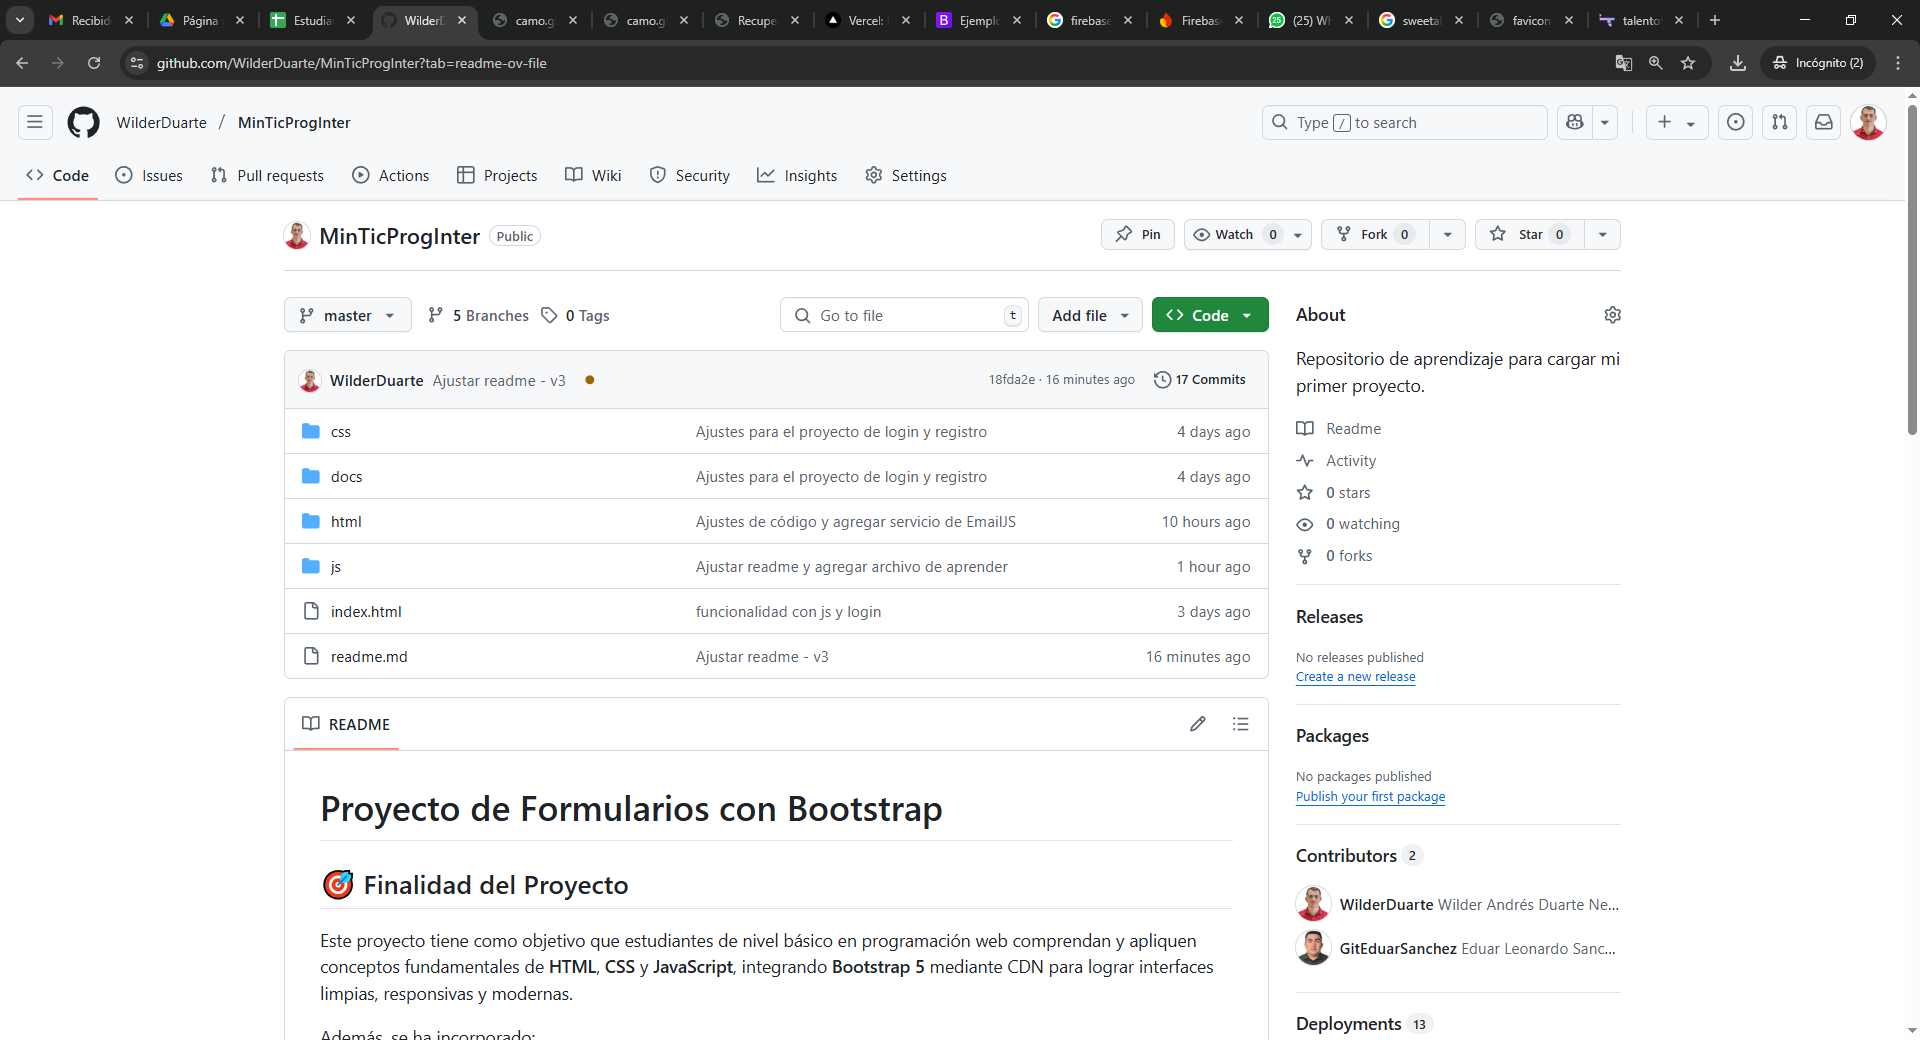 Recibid
Página
Estudia
WilderD
camo.g
camo.g
Recupe
Vercel:
Ejemplo
firebase
Firebas
(25) W
sweetal
favicon
talento
github.com/WilderDuarte/MinTicProgInter?tab=readme-ov-file
Incógnito (2)
WilderDuarte / MinTicProgInter
Type / to search
Code
Issues
Pull requests
Actions
Projects
Wiki
Security
Insights
Settings
MinTicProgInter Public
Pin
Watch 0
Fork 0
Star 0
master
5 Branches
0 Tags
Go to file t
Add file
Code
WilderDuarte Ajustar readme - v3
18fda2e · 16 minutes ago
17 Commits
css Ajustes para el proyecto de login y registro 4 days ago
docs Ajustes para el proyecto de login y registro 4 days ago
html Ajustes de código y agregar servicio de EmailJS 10 hours ago
js Ajustar readme y agregar archivo de aprender 1 hour ago
index.html funcionalidad con js y login 3 days ago
readme.md Ajustar readme - v3 16 minutes ago
README
Proyecto de Formularios con Bootstrap
Finalidad del Proyecto
Este proyecto tiene como objetivo que estudiantes de nivel básico en programación web comprendan y apliquen
conceptos fundamentales de HTML, CSS y JavaScript, integrando Bootstrap 5 mediante CDN para lograr interfaces
limpias, responsivas y modernas.
Además, se ha incorporado:
About
Repositorio de aprendizaje para cargar mi
primer proyecto.
Readme
Activity
0 stars
0 watching
0 forks
Releases
No releases published
Create a new release
Packages
No packages published
Publish your first package
Contributors 2
WilderDuarte Wilder Andrés Duarte Ne...
GitEduarSanchez Eduar Leonardo Sanc...
Deployments 13